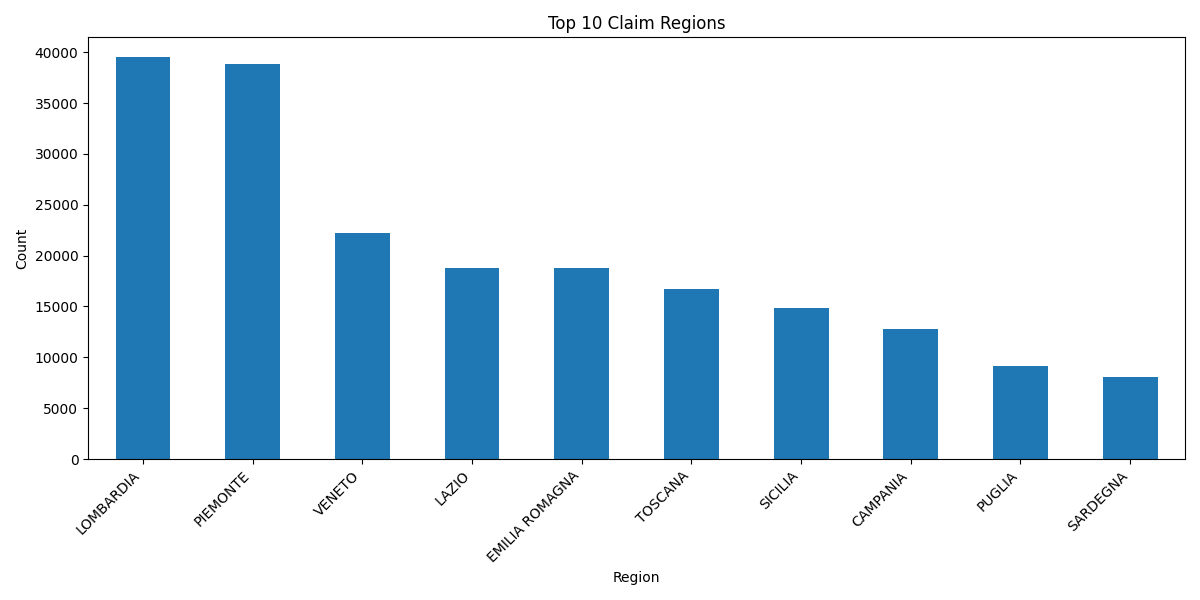 Top 10 Claim Regions
Count
40000
35000
30000
25000
20000
15000
10000
5000
0
LOMBARDIA
PIEMONTE
VENETO
LAZIO
EMILIA ROMAGNA
TOSCANA
SICILIA
CAMPANIA
PUGLIA
SARDEGNA
Region